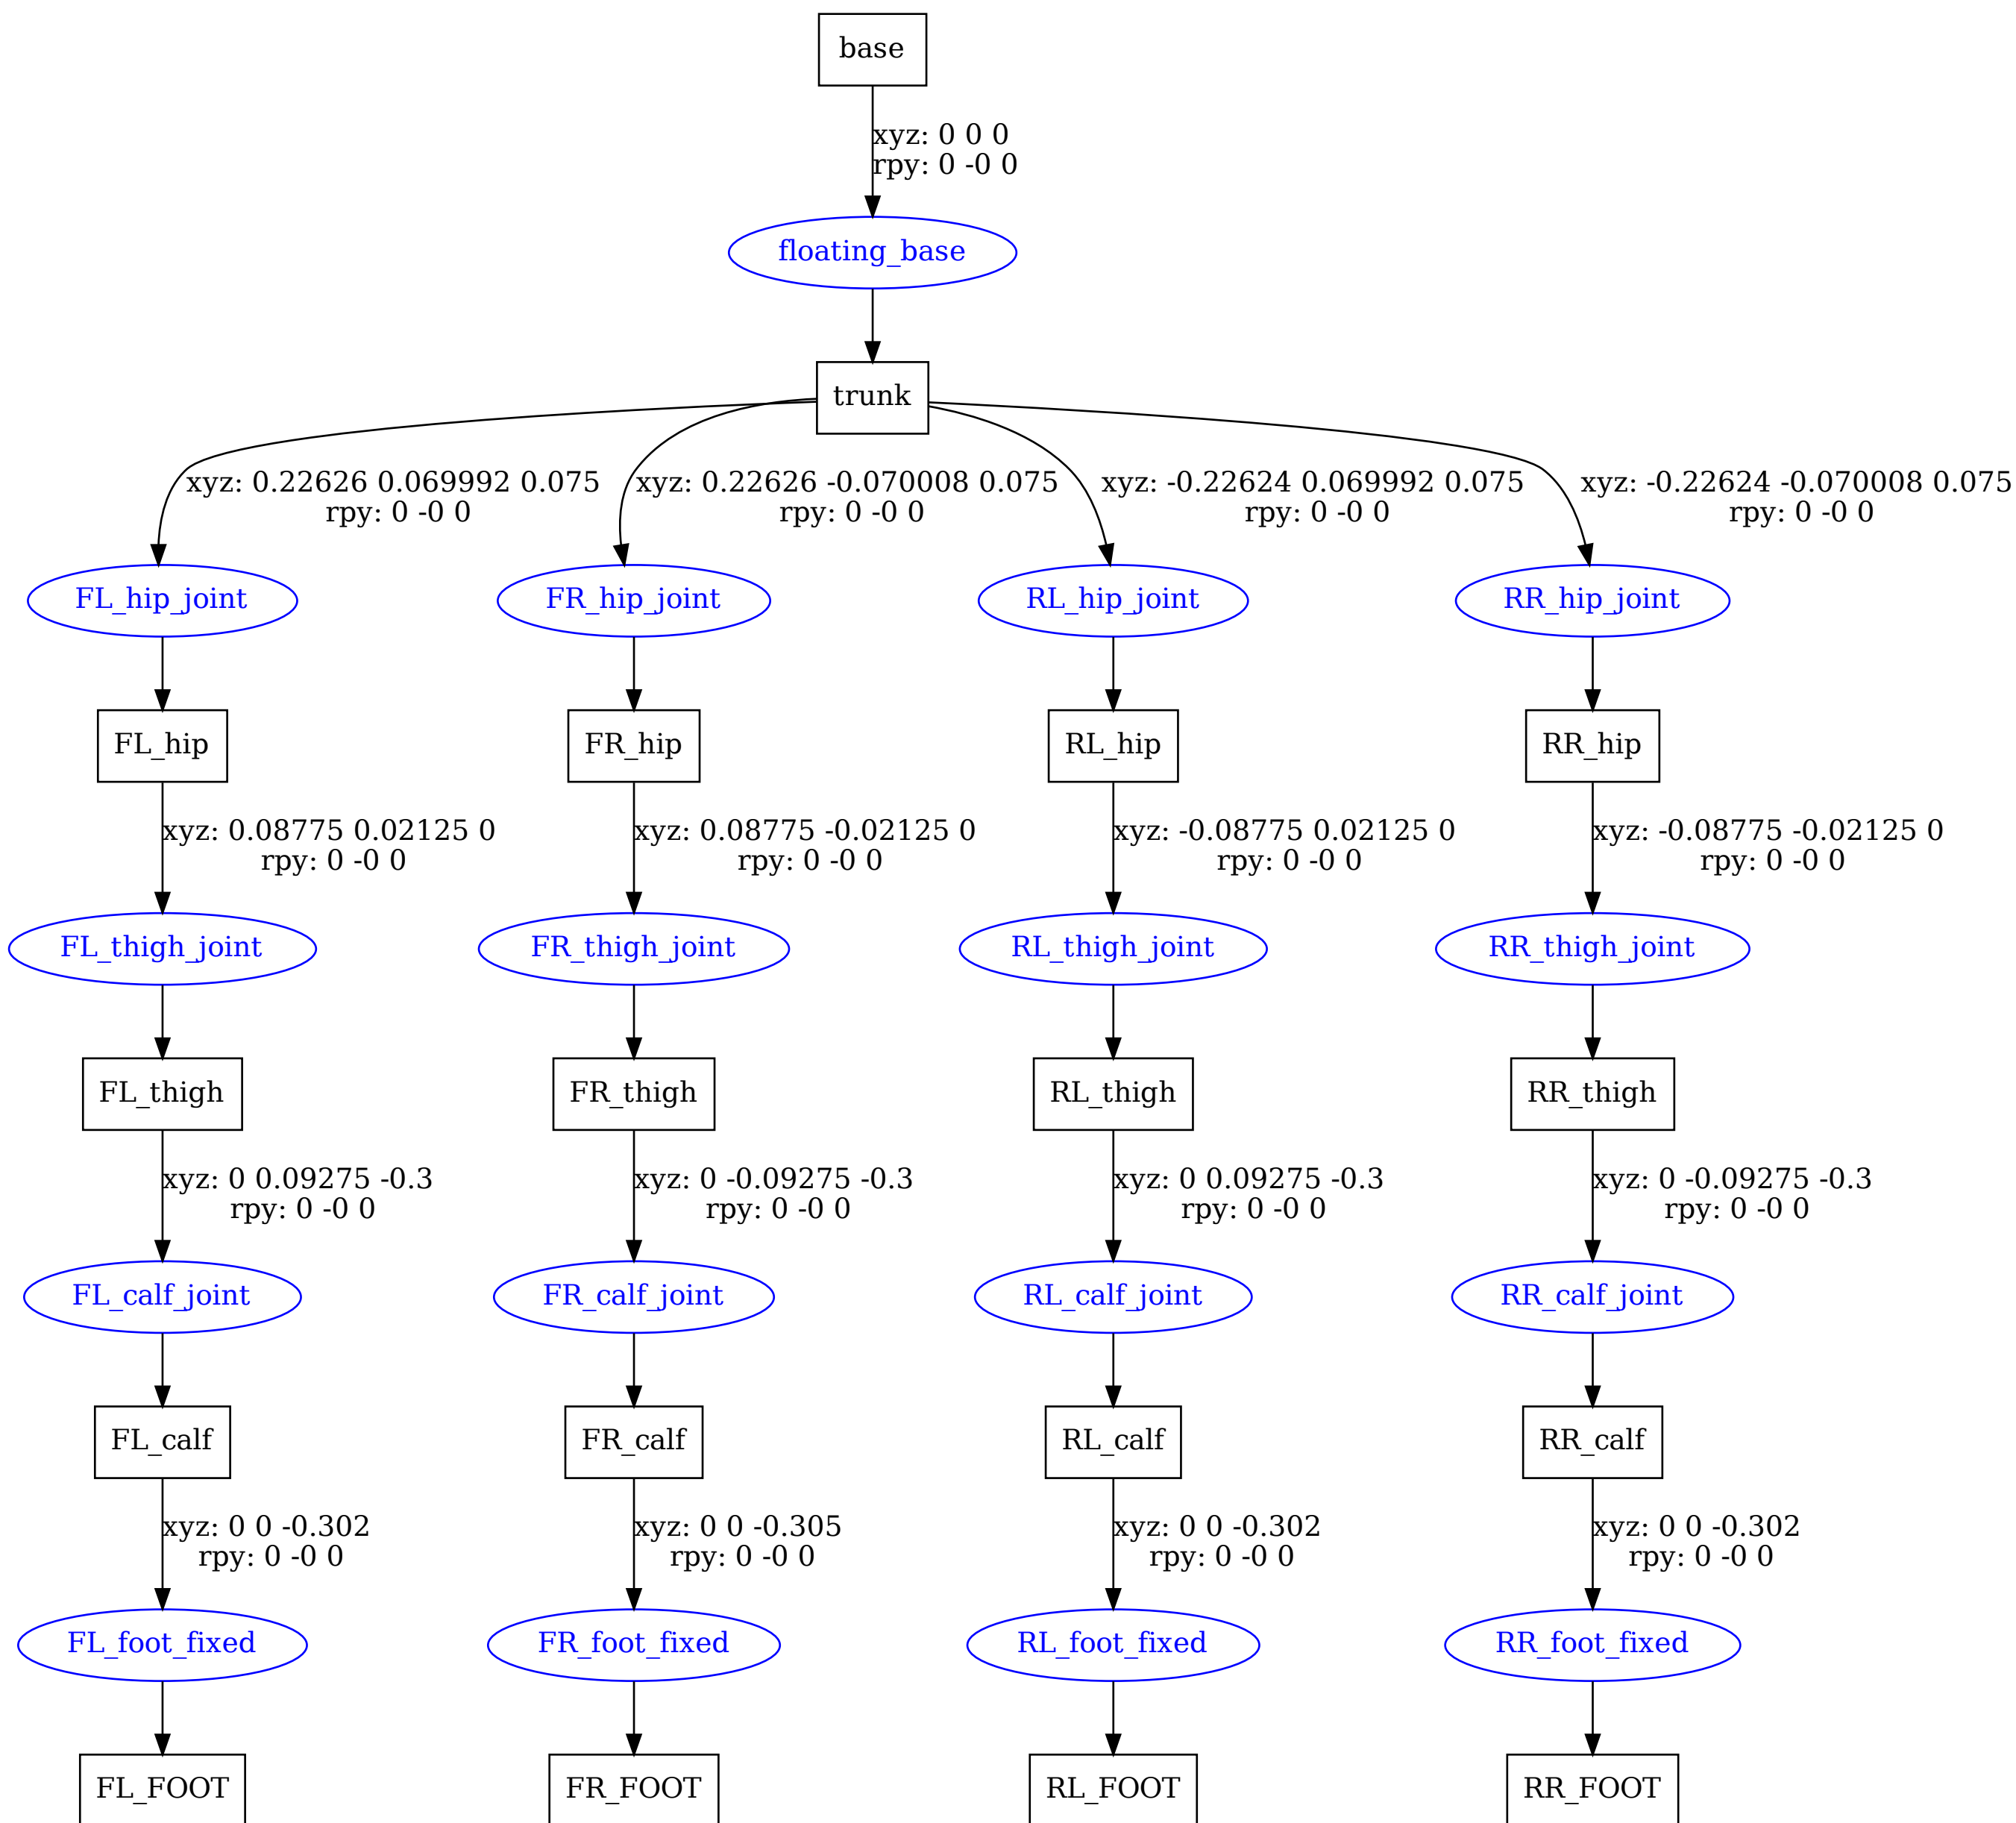 base
xyz: 0 0 0
rpy: 0 -0 0
floating_base
trunk
xyz: 0.22626 0.069992 0.075
rpy: 0 -0 0
xyz: 0.22626 -0.070008 0.075
rpy: 0 -0 0
xyz: -0.22624 0.069992 0.075
rpy: 0 -0 0
xyz: -0.22624 -0.070008 0.075
rpy: 0 -0 0
FL_hip_joint
FR_hip_joint
RL_hip_joint
RR_hip_joint
FL_hip
FR_hip
RL_hip
RR_hip
xyz: 0.08775 0.02125 0
rpy: 0 -0 0
xyz: 0.08775 -0.02125 0
rpy: 0 -0 0
xyz: -0.08775 0.02125 0
rpy: 0 -0 0
xyz: -0.08775 -0.02125 0
rpy: 0 -0 0
FL_thigh_joint
FR_thigh_joint
RL_thigh_joint
RR_thigh_joint
FL_thigh
FR_thigh
RL_thigh
RR_thigh
xyz: 0 0.09275 -0.3
rpy: 0 -0 0
xyz: 0 -0.09275 -0.3
rpy: 0 -0 0
xyz: 0 0.09275 -0.3
rpy: 0 -0 0
xyz: 0 -0.09275 -0.3
rpy: 0 -0 0
FL_calf_joint
FR_calf_joint
RL_calf_joint
RR_calf_joint
FL_calf
FR_calf
RL_calf
RR_calf
xyz: 0 0 -0.302
rpy: 0 -0 0
xyz: 0 0 -0.305
rpy: 0 -0 0
xyz: 0 0 -0.302
rpy: 0 -0 0
xyz: 0 0 -0.302
rpy: 0 -0 0
FL_foot_fixed
FR_foot_fixed
RL_foot_fixed
RR_foot_fixed
FL_FOOT
FR_FOOT
RL_FOOT
RR_FOOT